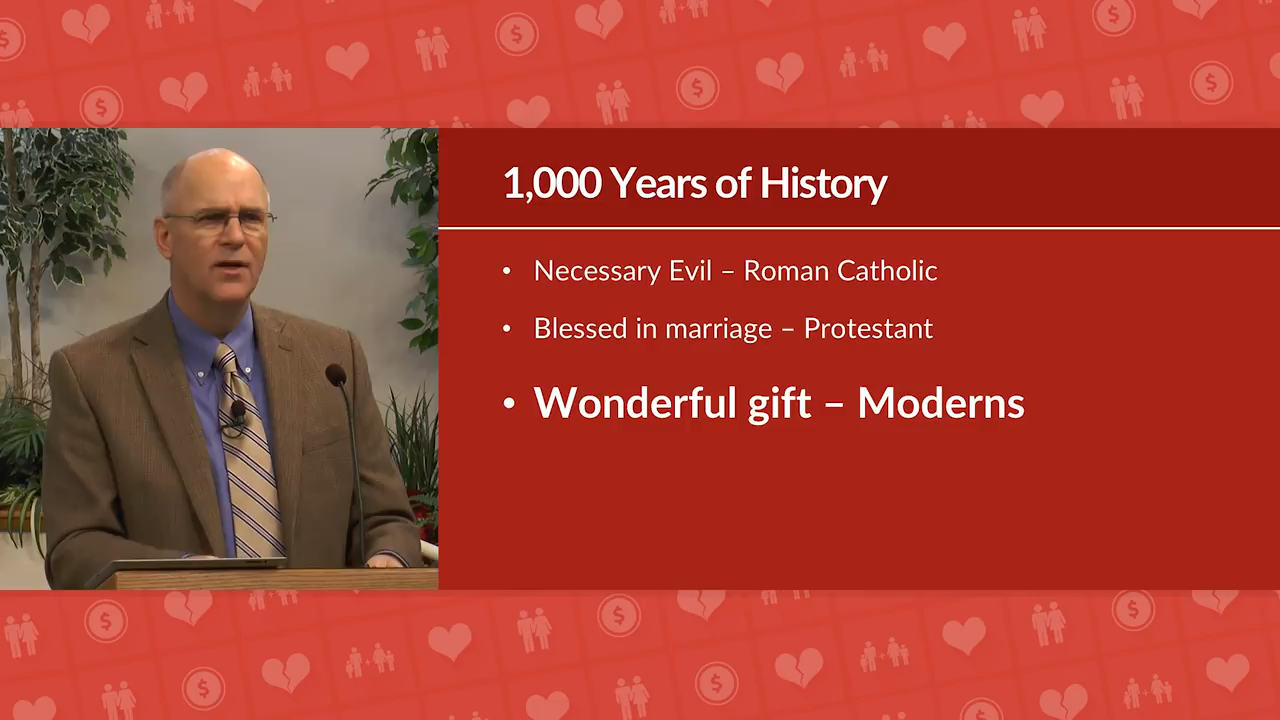 1,000 Years of History
• Necessary Evil – Roman Catholic
• Blessed in marriage – Protestant
• Wonderful gift – Moderns